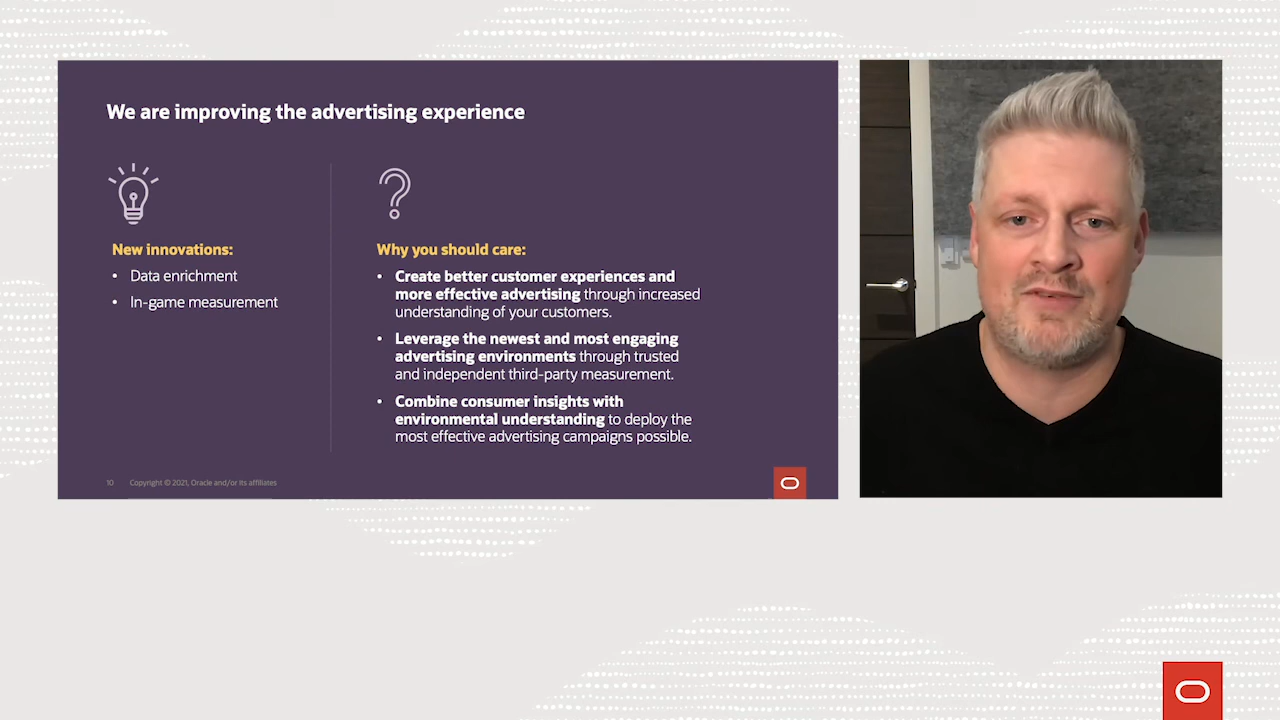 We are improving the advertising experience
New innovations:
• Data enrichment
• In-game measurement
Why you should care:
• Create better customer experiences and
more effective advertising through increased
understanding of your customers.
• Leverage the newest and most engaging
advertising environments through trusted
and independent third-party measurement.
• Combine consumer insights with
environmental understanding to deploy the
most effective advertising campaigns possible.
10 Copyright © 2021, Oracle and/or its affiliates